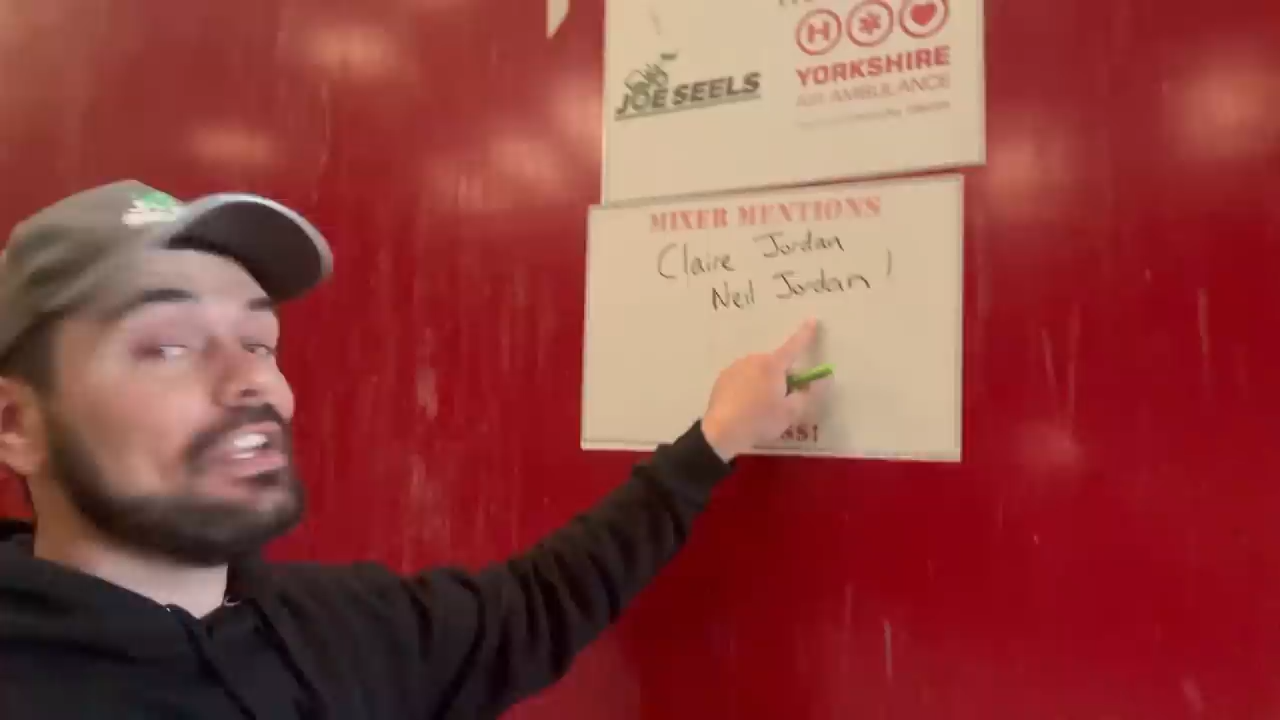 JOE SEELS
H
YORKSHIRE
AIR AMBULANCE
MIXER MENTIONS
Claire Jordan
Neil Jordan !